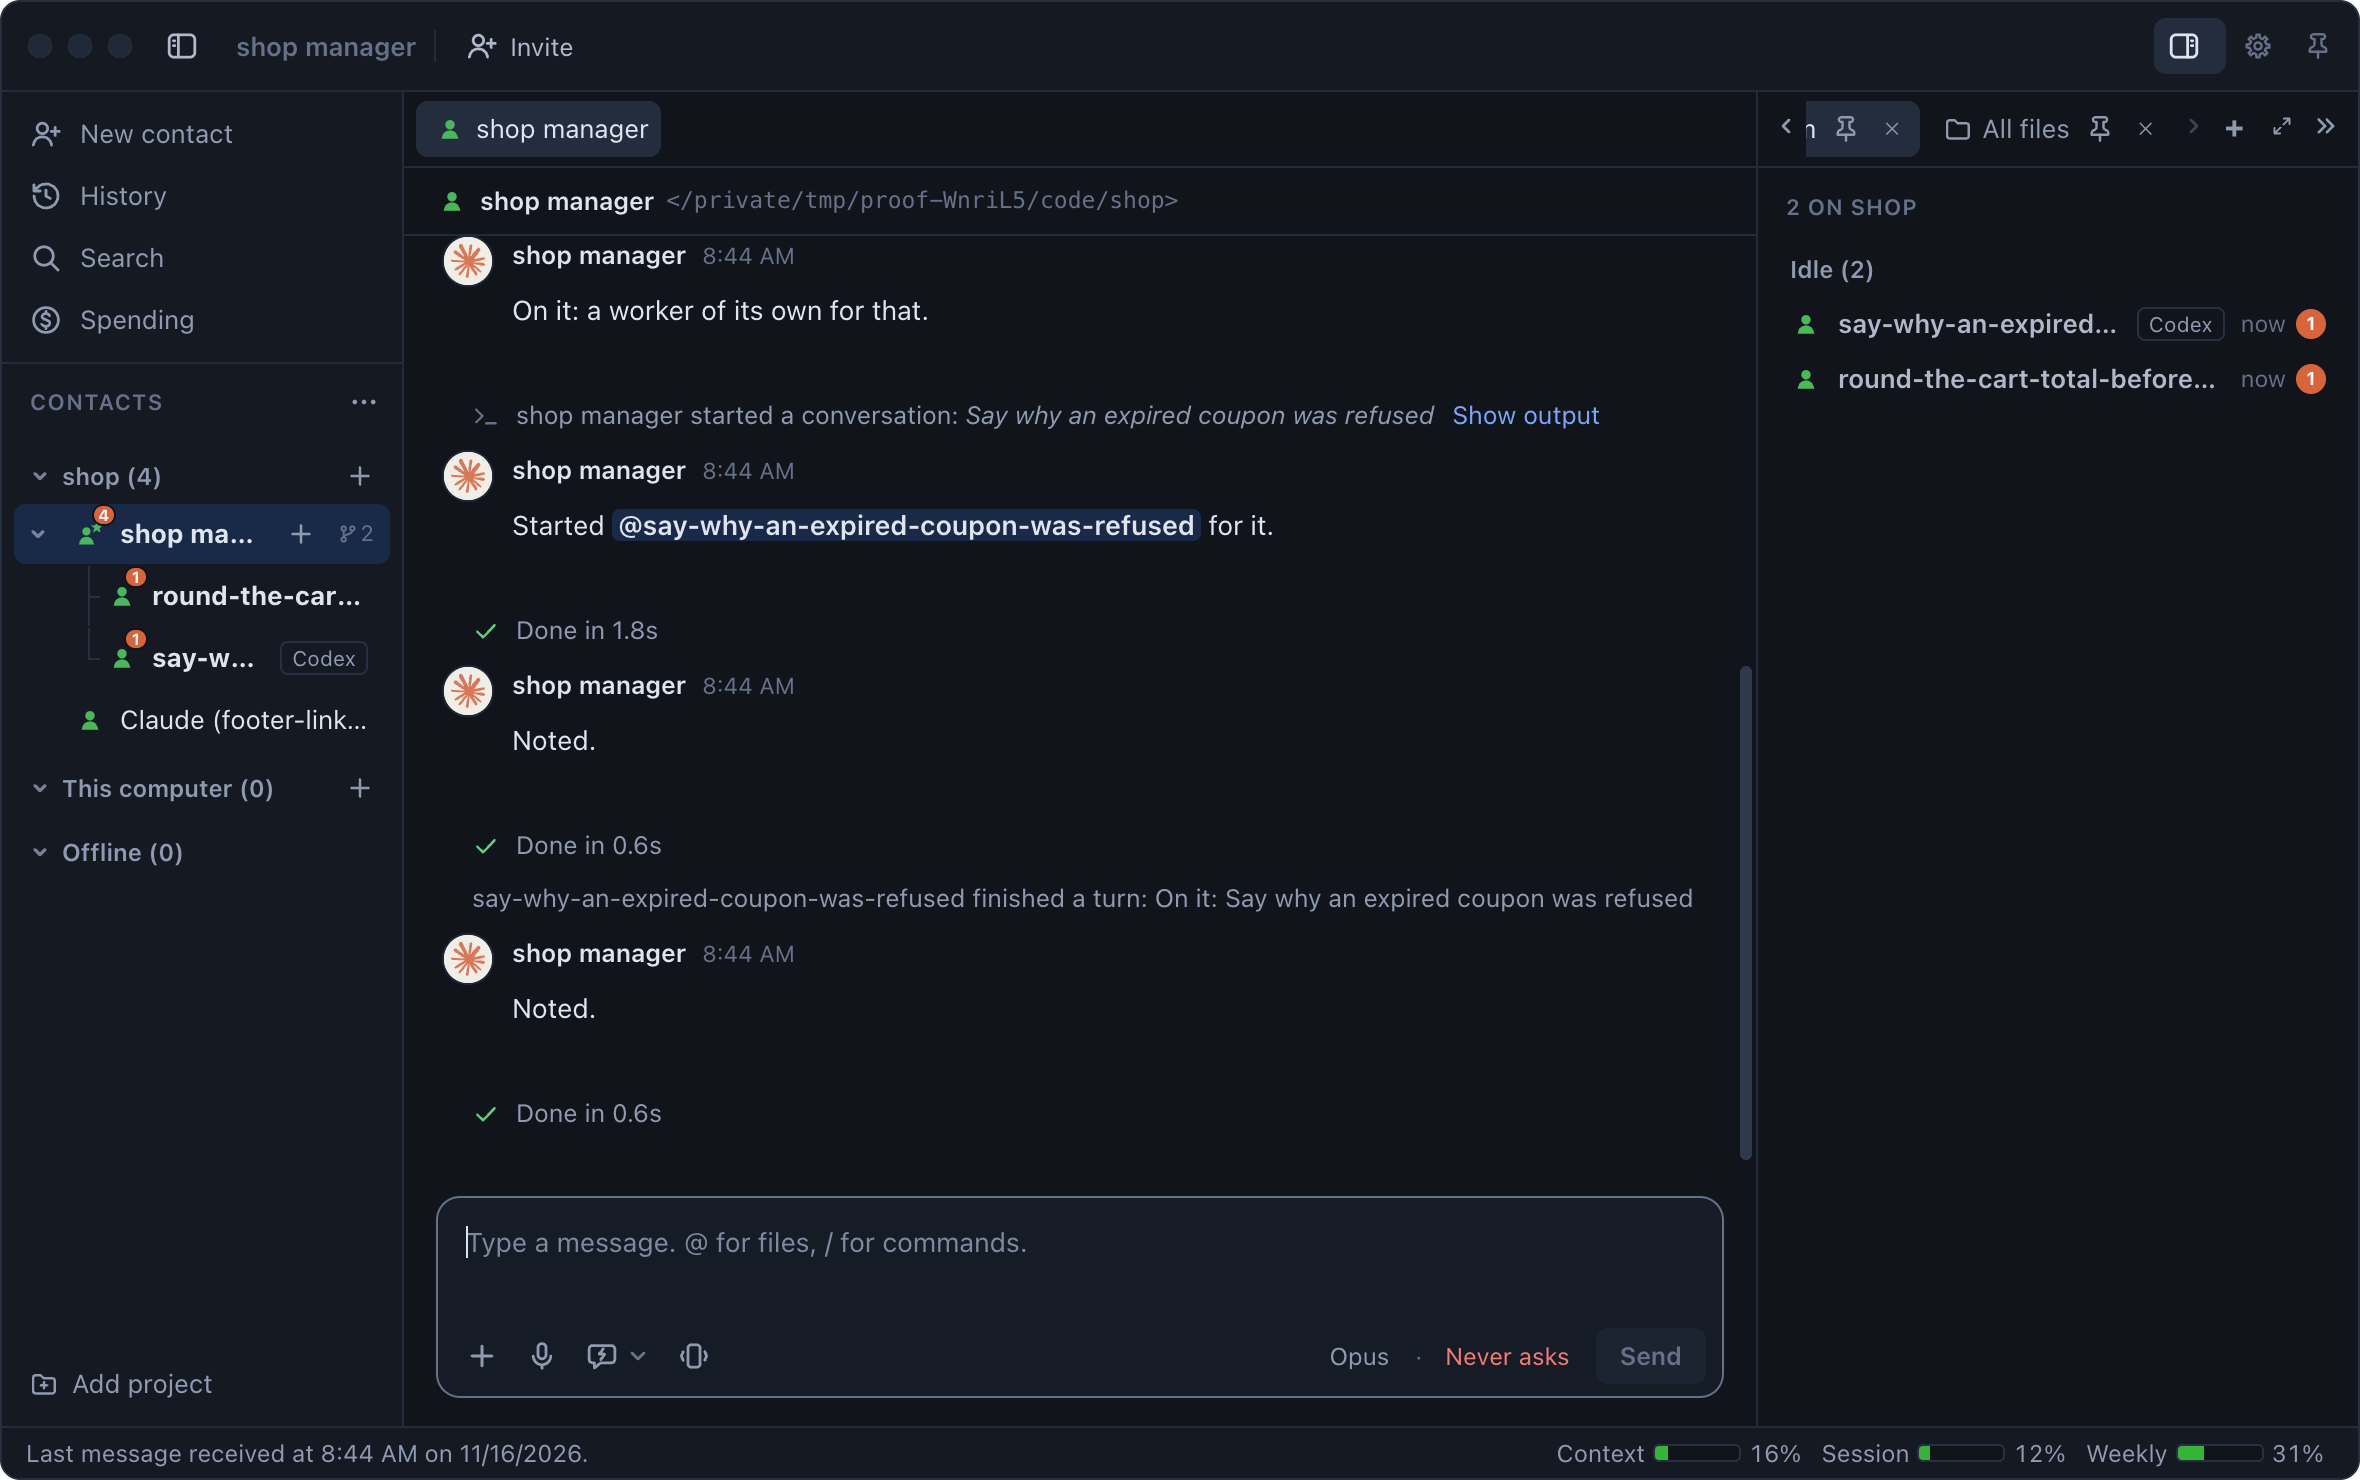 shop manager
Invite
New contact
History
Search
Spending
CONTACTS
shop (4)
4
shop ma...
2
1
round-the-car...
1
say-w...
Codex
Claude (footer-link...
This computer (0)
Offline (0)
Add project
shop manager
shop manager </private/tmp/proof-WnriL5/code/shop>
shop manager 8:44 AM
On it: a worker of its own for that.
shop manager started a conversation: Say why an expired coupon was refused Show output
shop manager 8:44 AM
Started @say-why-an-expired-coupon-was-refused for it.
Done in 1.8s
shop manager 8:44 AM
Noted.
Done in 0.6s
say-why-an-expired-coupon-was-refused finished a turn: On it: Say why an expired coupon was refused
shop manager 8:44 AM
Noted.
Done in 0.6s
Type a message. @ for files, / for commands.
Opus · Never asks
Send
All files
2 ON SHOP
Idle (2)
say-why-an-expired... Codex now 1
round-the-cart-total-before... now 1
Last message received at 8:44 AM on 11/16/2026.
Context 16% Session 12% Weekly 31%